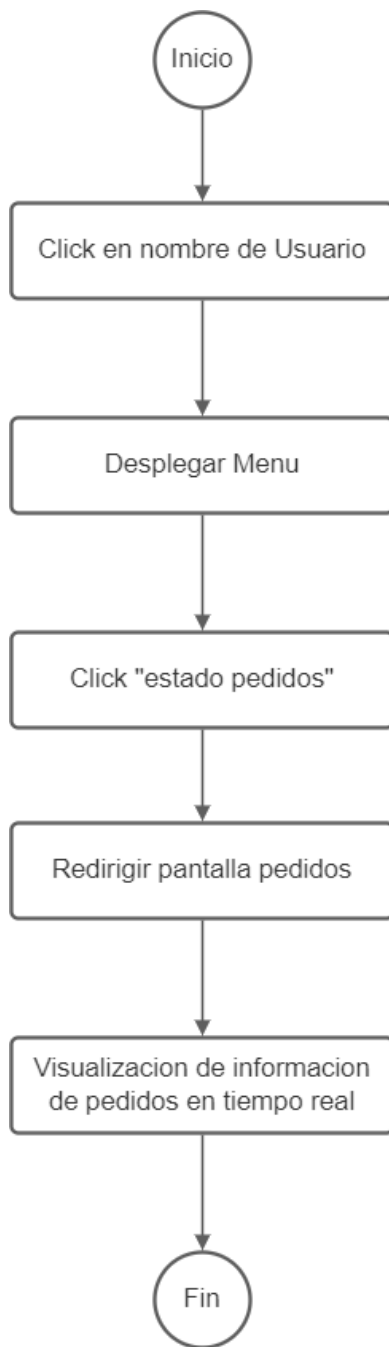 Inicio
Click en nombre de Usuario
Desplegar Menu
Click "estado pedidos"
Redirigir pantalla pedidos
Visualizacion de informacion
de pedidos en tiempo real
Fin